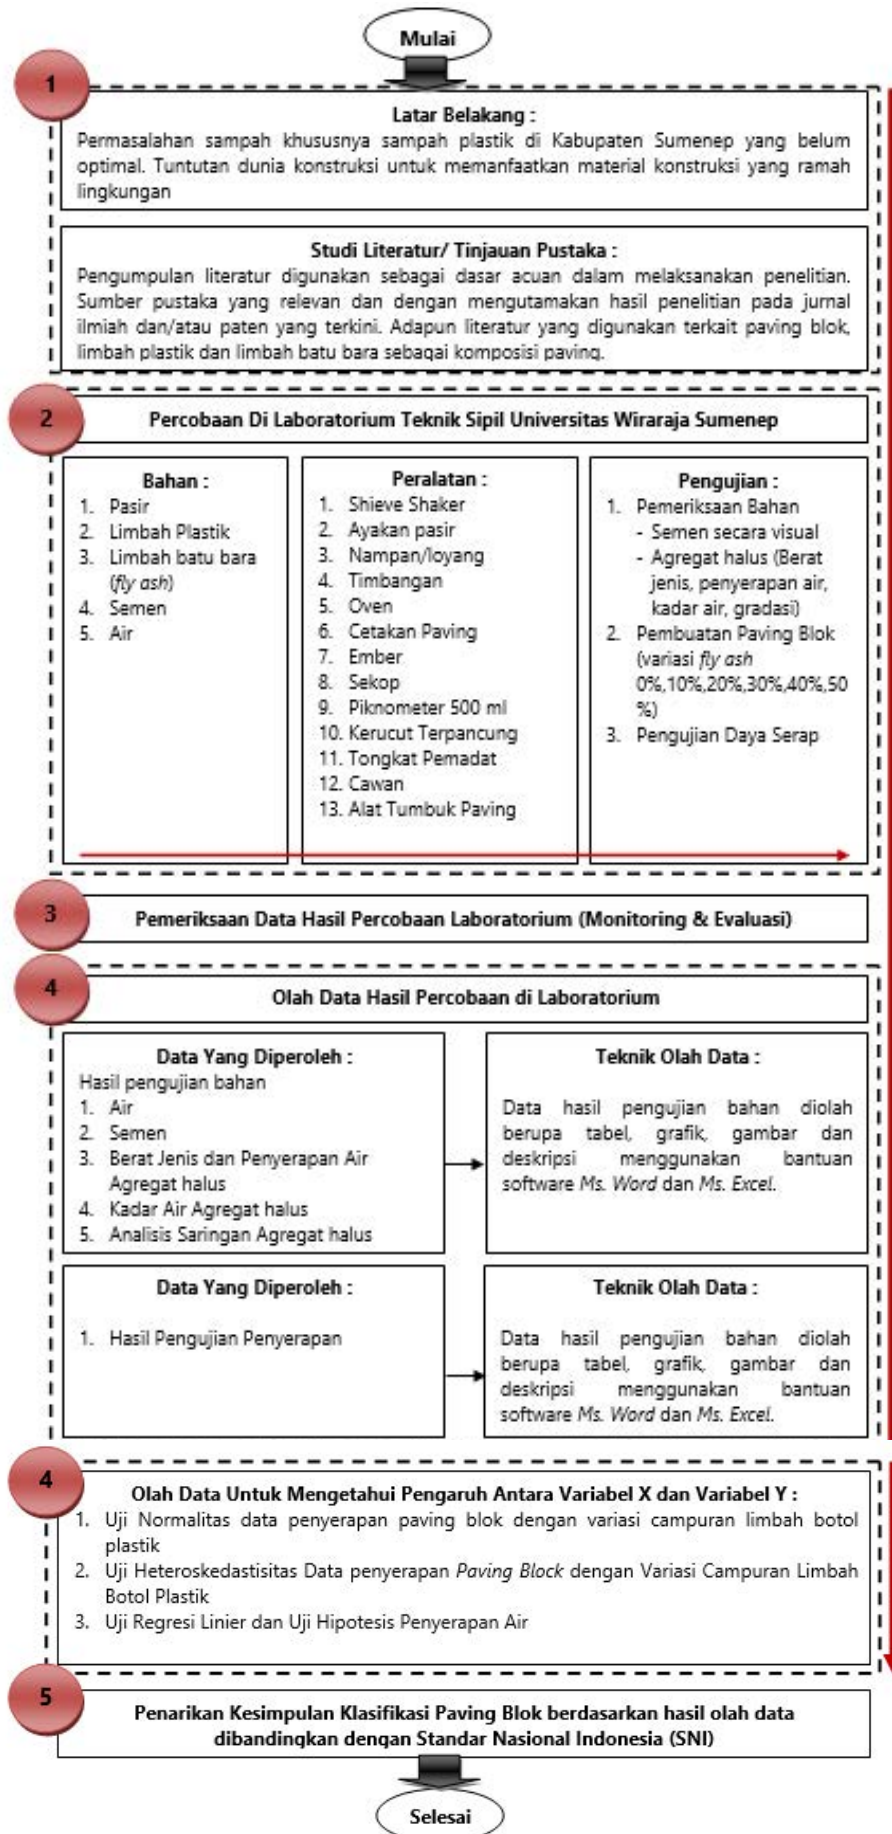 Mulai
1
Latar Belakang :
Permasalahan sampah khususnya sampah plastik di Kabupaten Sumenep yang belum
optimal. Tuntutan dunia konstruksi untuk memanfaatkan material konstruksi yang ramah
lingkungan
Studi Literatur/ Tinjauan Pustaka :
Pengumpulan literatur digunakan sebagai dasar acuan dalam melaksanakan penelitian.
Sumber pustaka yang relevan dan dengan mengutamakan hasil penelitian pada jurnal
ilmiah dan/atau paten yang terkini. Adapun literatur yang digunakan terkait paving blok,
limbah plastik dan limbah batu bara sebagai komposisi paving.
2
Percobaan Di Laboratorium Teknik Sipil Universitas Wiraraja Sumenep
Bahan :
1. Pasir
2. Limbah Plastik
3. Limbah batu bara
(fly ash)
4. Semen
5. Air
Peralatan :
1. Shieve Shaker
2. Ayakan pasir
3. Nampan/loyang
4. Timbangan
5. Oven
6. Cetakan Paving
7. Ember
8. Sekop
9. Piknometer 500 ml
10. Kerucut Terpancung
11. Tongkat Pemadat
12. Cawan
13. Alat Tumbuk Paving
Pengujian :
1. Pemeriksaan Bahan
- Semen secara visual
- Agregat halus (Berat
jenis, penyerapan air,
kadar air, gradasi)
2. Pembuatan Paving Blok
(variasi fly ash
0%,10%,20%,30%,40%,50
%)
3. Pengujian Daya Serap
3
Pemeriksaan Data Hasil Percobaan Laboratorium (Monitoring & Evaluasi)
4
Olah Data Hasil Percobaan di Laboratorium
Data Yang Diperoleh :
Hasil pengujian bahan
1. Air
2. Semen
3. Berat Jenis dan Penyerapan Air
Agregat halus
4. Kadar Air Agregat halus
5. Analisis Saringan Agregat halus
Teknik Olah Data :
Data hasil pengujian bahan diolah
berupa tabel, grafik, gambar dan
deskripsi menggunakan bantuan
software Ms. Word dan Ms. Excel.
Data Yang Diperoleh :
1. Hasil Pengujian Penyerapan
Teknik Olah Data :
Data hasil pengujian bahan diolah
berupa tabel, grafik, gambar dan
deskripsi menggunakan bantuan
software Ms. Word dan Ms. Excel.
4
Olah Data Untuk Mengetahui Pengaruh Antara Variabel X dan Variabel Y :
1. Uji Normalitas data penyerapan paving blok dengan variasi campuran limbah botol
plastik
2. Uji Heteroskedastisitas Data penyerapan Paving Block dengan Variasi Campuran Limbah
Botol Plastik
3. Uji Regresi Linier dan Uji Hipotesis Penyerapan Air
5
Penarikan Kesimpulan Klasifikasi Paving Blok berdasarkan hasil olah data
dibandingkan dengan Standar Nasional Indonesia (SNI)
Selesai